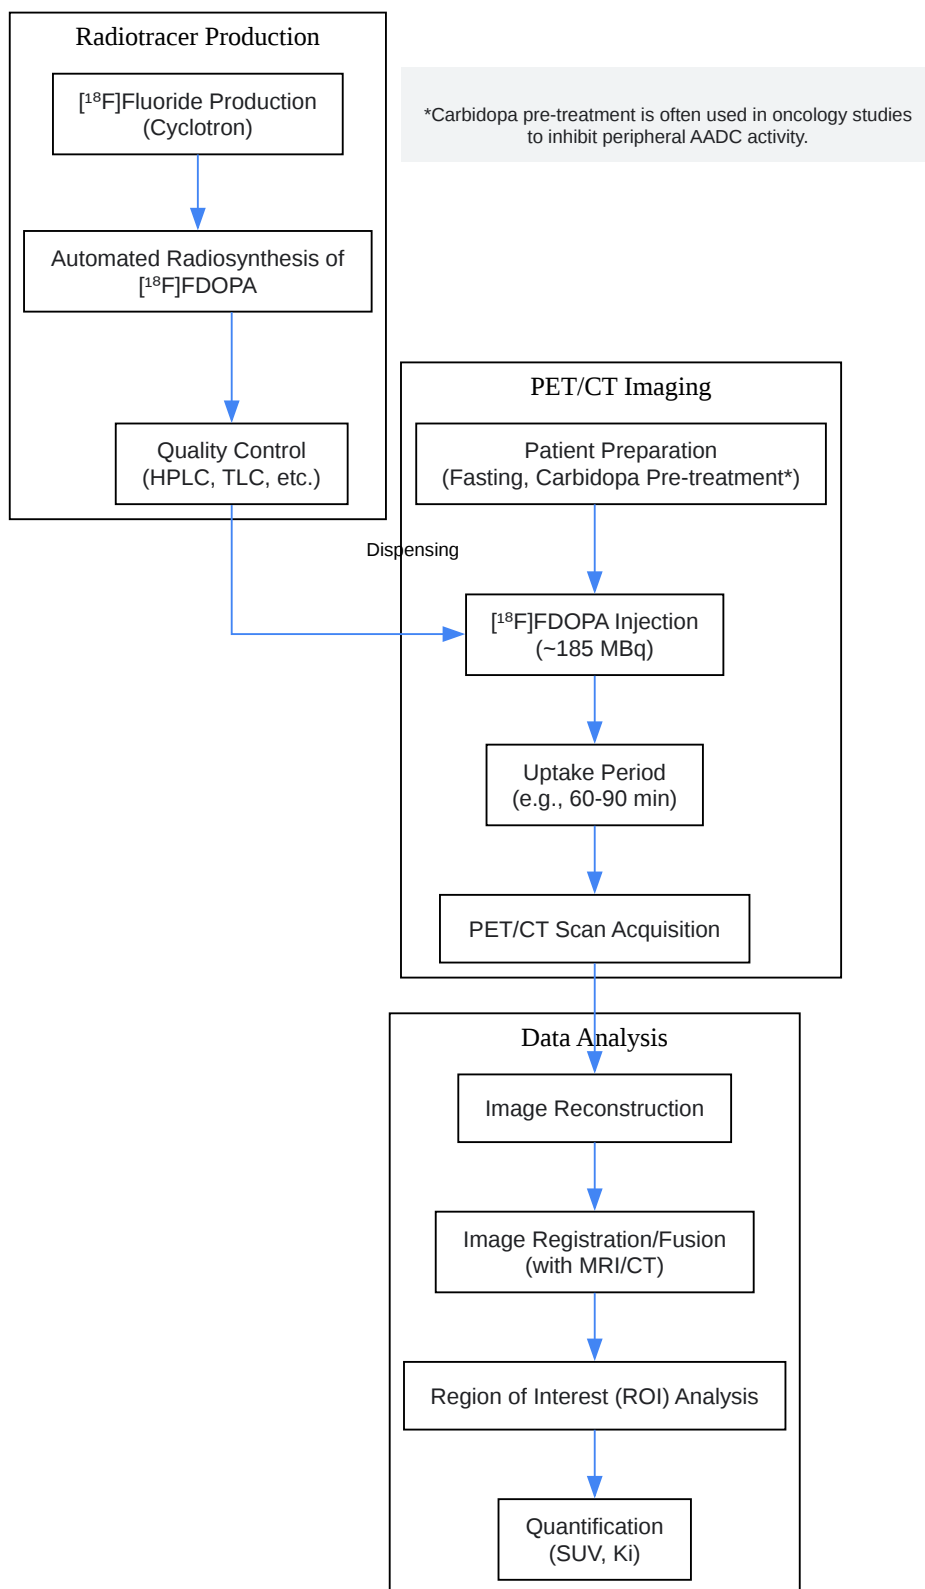 Radiotracer Production
[¹⁸F]Fluoride Production
(Cyclotron)
*Carbidopa pre-treatment is often used in oncology studies
to inhibit peripheral AADC activity.
Automated Radiosynthesis of
[¹⁸F]FDOPA
Quality Control
(HPLC, TLC, etc.)
Dispensing
PET/CT Imaging
Patient Preparation
(Fasting, Carbidopa Pre-treatment*)
[¹⁸F]FDOPA Injection
(~185 MBq)
Uptake Period
(e.g., 60-90 min)
PET/CT Scan Acquisition
Data Analysis
Image Reconstruction
Image Registration/Fusion
(with MRI/CT)
Region of Interest (ROI) Analysis
Quantification
(SUV, Ki)